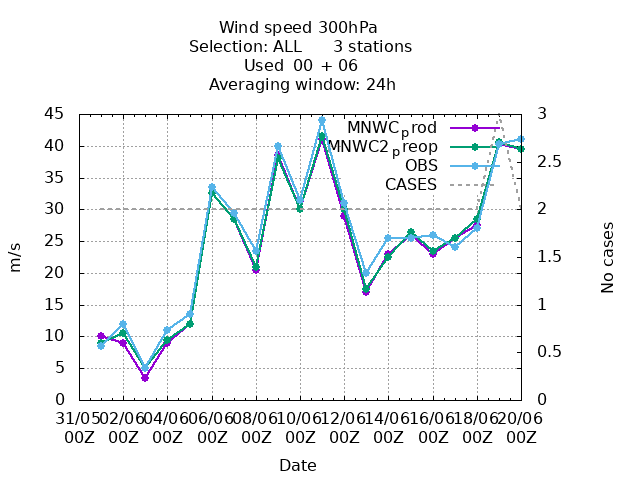 Wind speed 300hPa
Selection: ALL 3 stations
Used 00 + 06
Averaging window: 24h
45
40
35
30
25
20
15
10
5
0
3
2.5
2
1.5
1
0.5
0
m/s
No cases
MNWCprod
MNWC2preop
OBS
CASES
31/05 02/06 04/06 06/06 08/06 10/06 12/06 14/06 16/06 18/06 20/06
00Z 00Z 00Z 00Z 00Z 00Z 00Z 00Z 00Z 00Z 00Z
Date